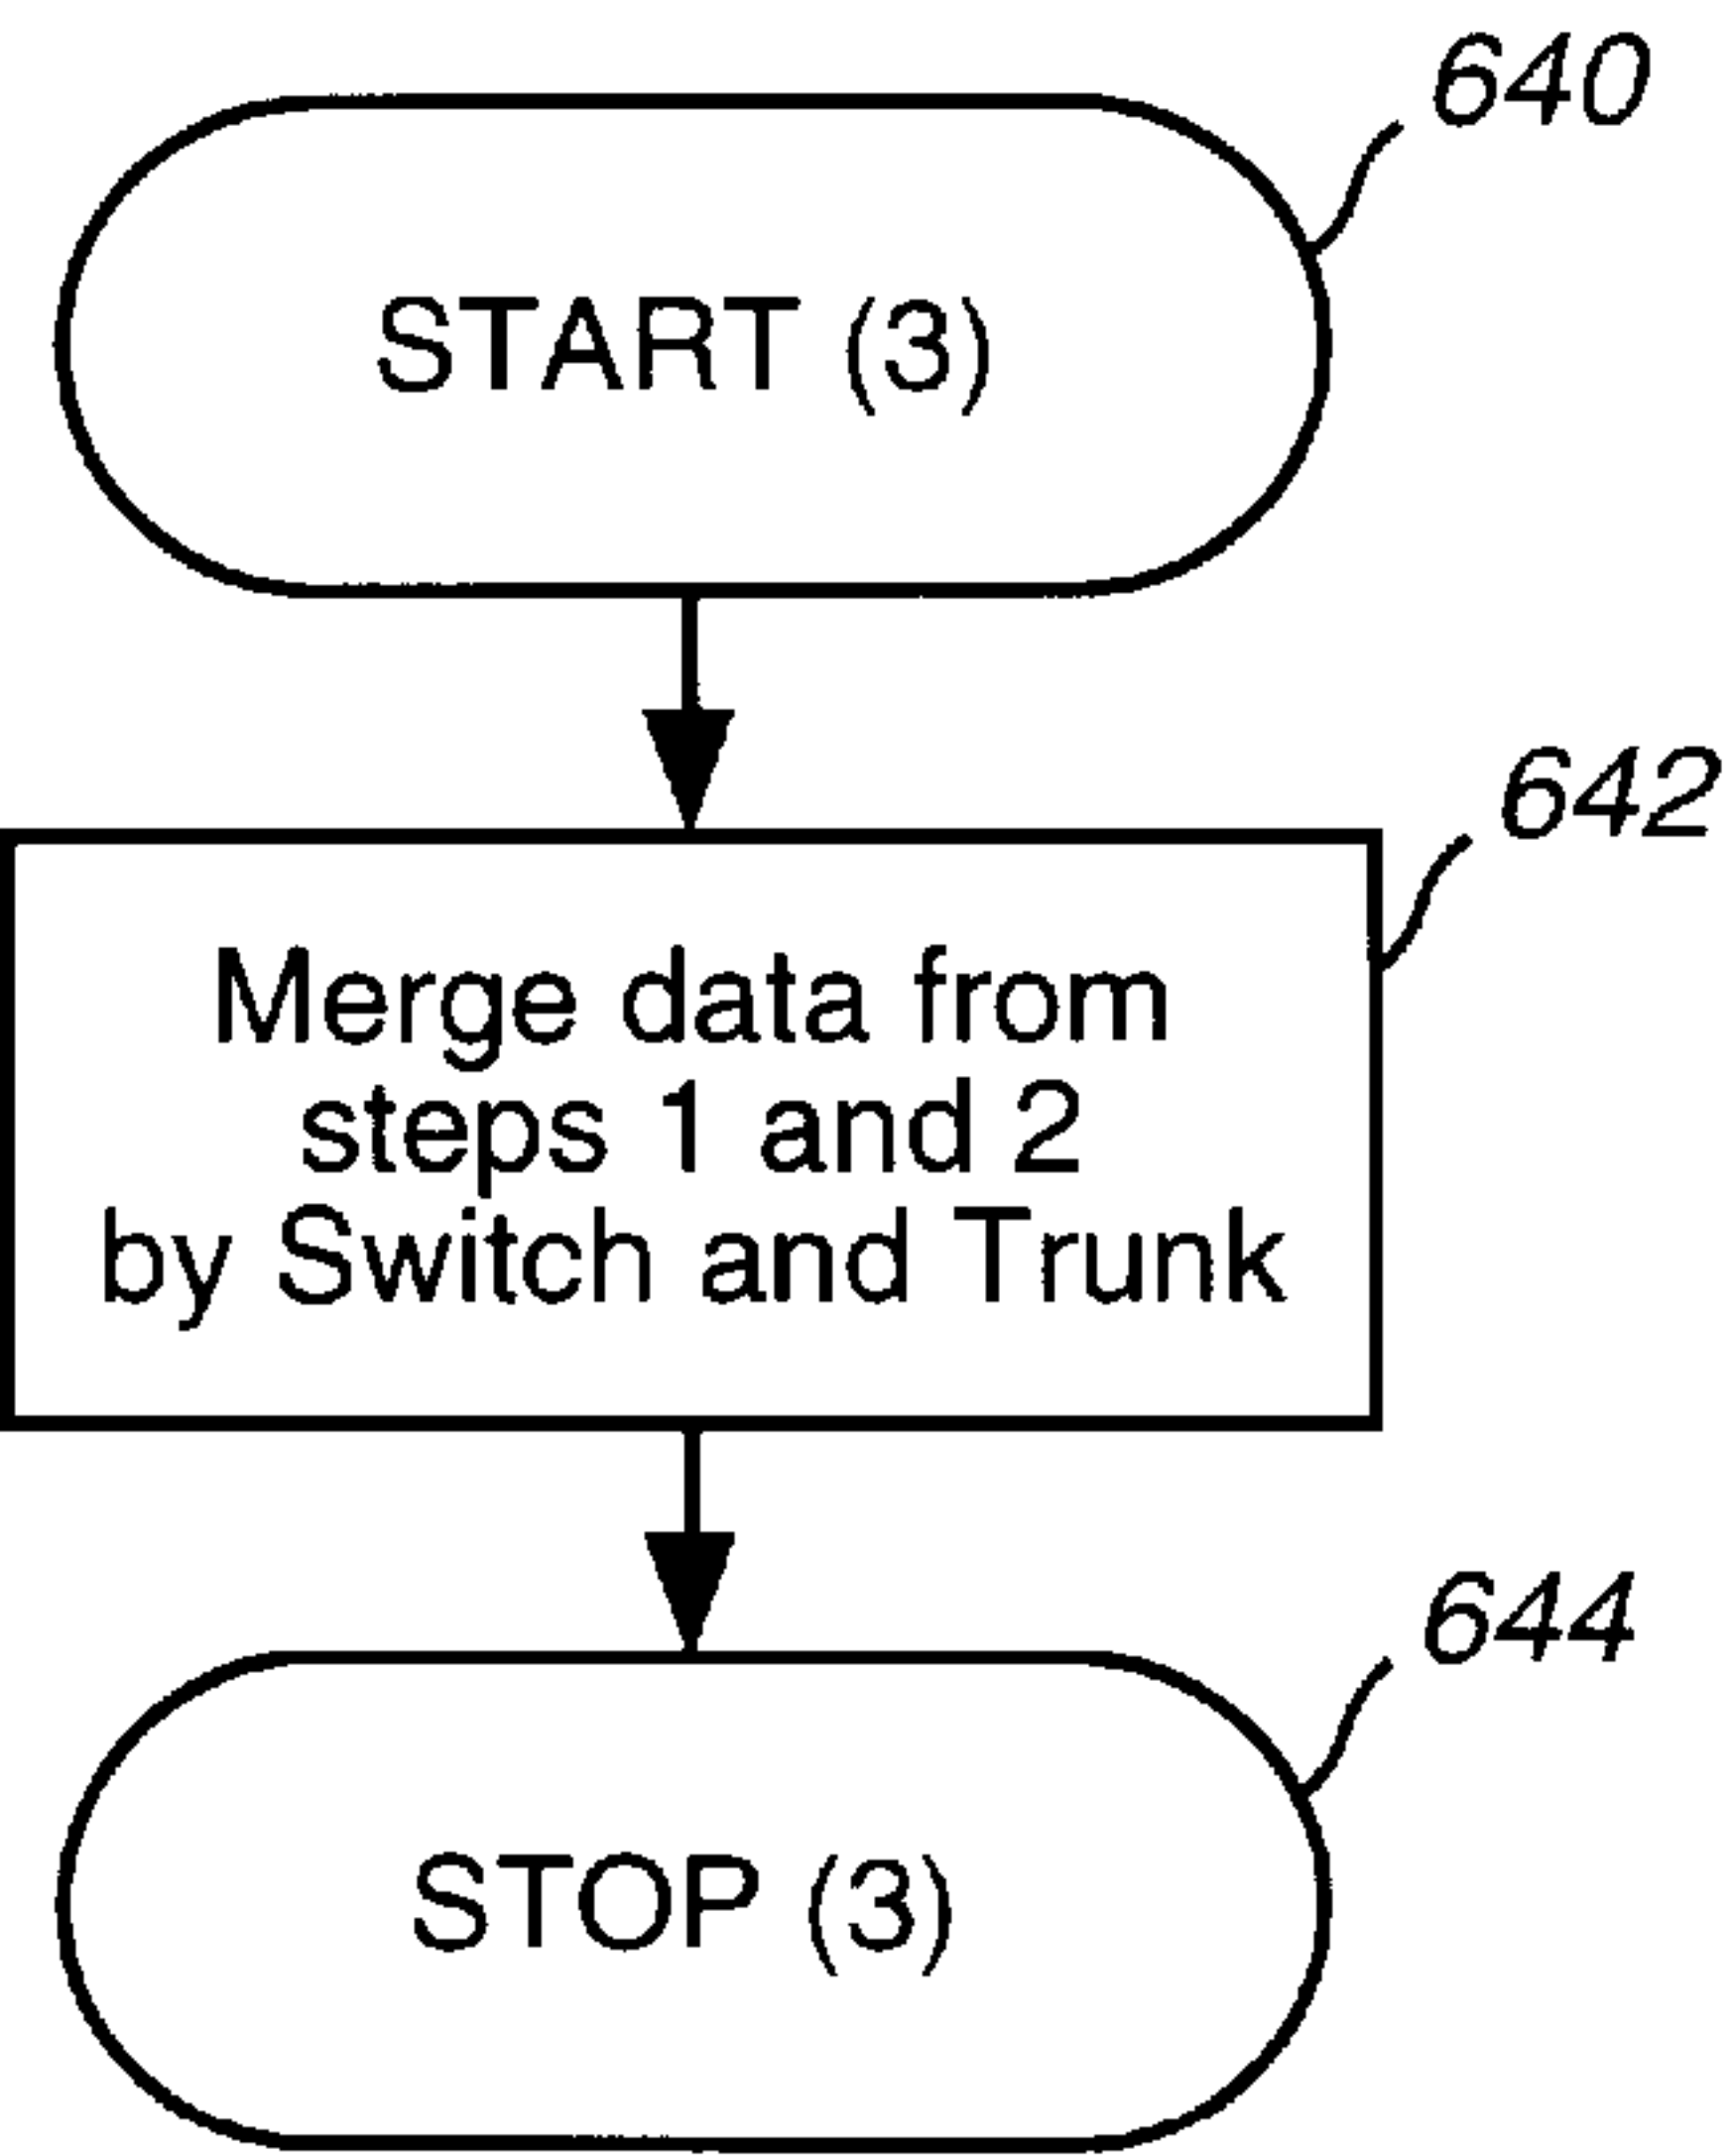 640
START (3)
642
Merge data from
steps 1 and 2
by Switch and Trunk
644
STOP (3)